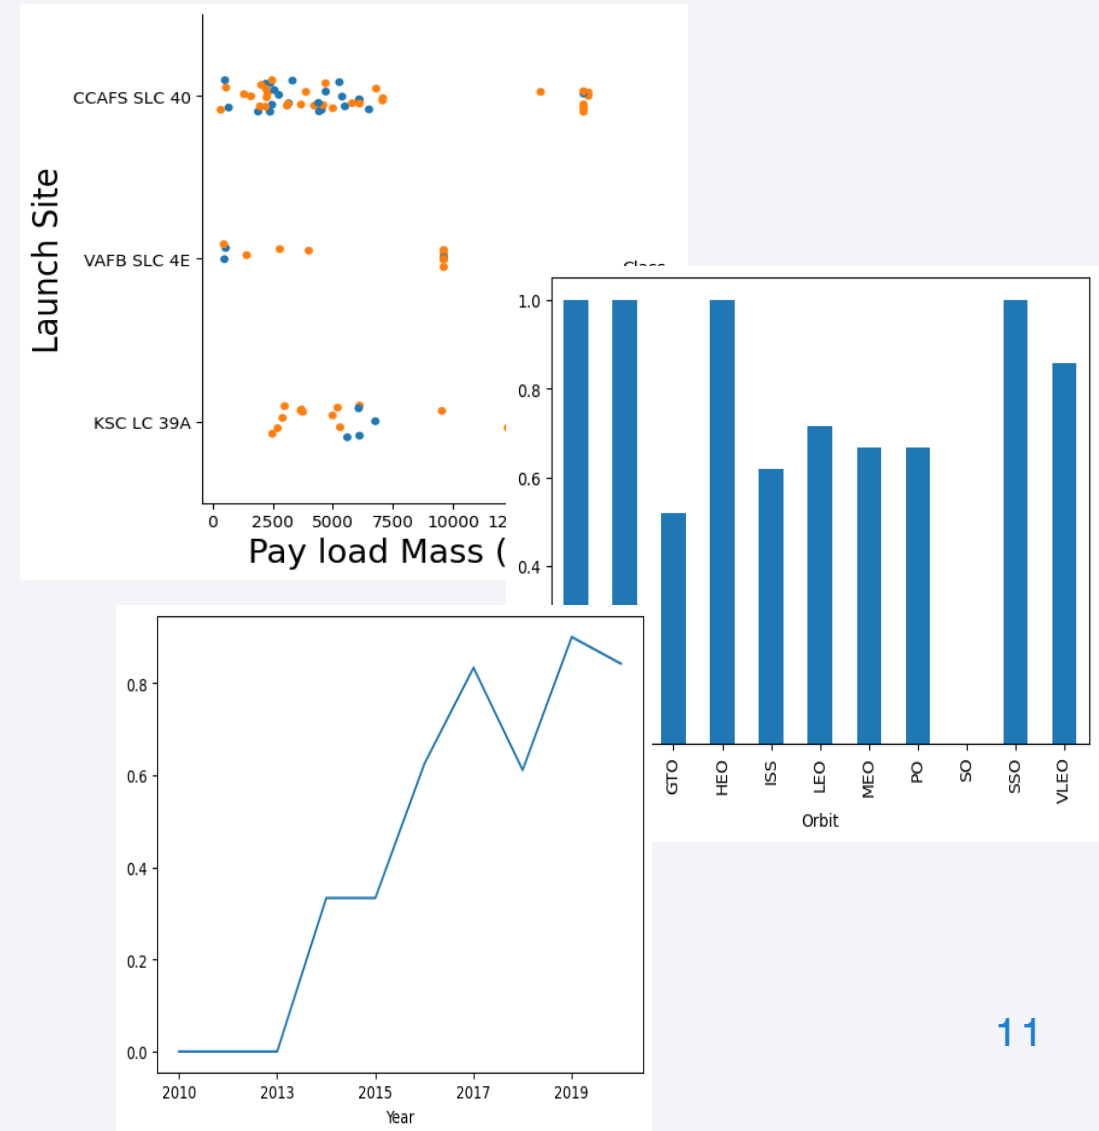 Launch Site
CCAFS SLC 40
VAFB SLC 4E
KSC LC 39A
0 2500 5000 7500 10000 12
Pay load Mass (
Class
1.0
0.8
0.6
0.4
GTO HEO ISS LEO MEO PO SO SSO VLEO
Orbit
0.8
0.6
0.4
0.2
0.0
2010 2013 2015 2017 2019
Year
11